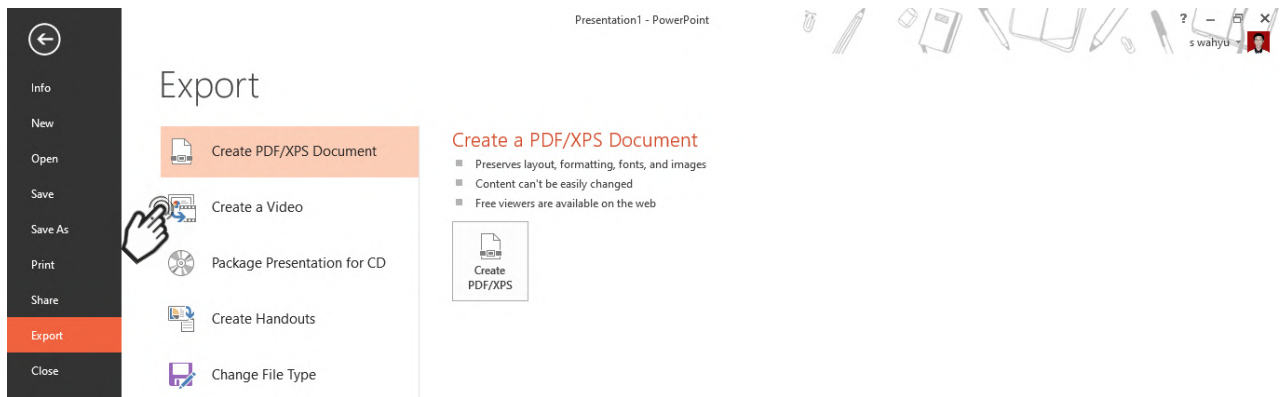 Presentation1 - PowerPoint
? – ✕
s wahyu
Info
New
Open
Save
Save As
Print
Share
Export
Close
Export
Create PDF/XPS Document
Create a Video
Package Presentation for CD
Create Handouts
Change File Type
Create a PDF/XPS Document
Preserves layout, formatting, fonts, and images
Content can't be easily changed
Free viewers are available on the web
Create
PDF/XPS